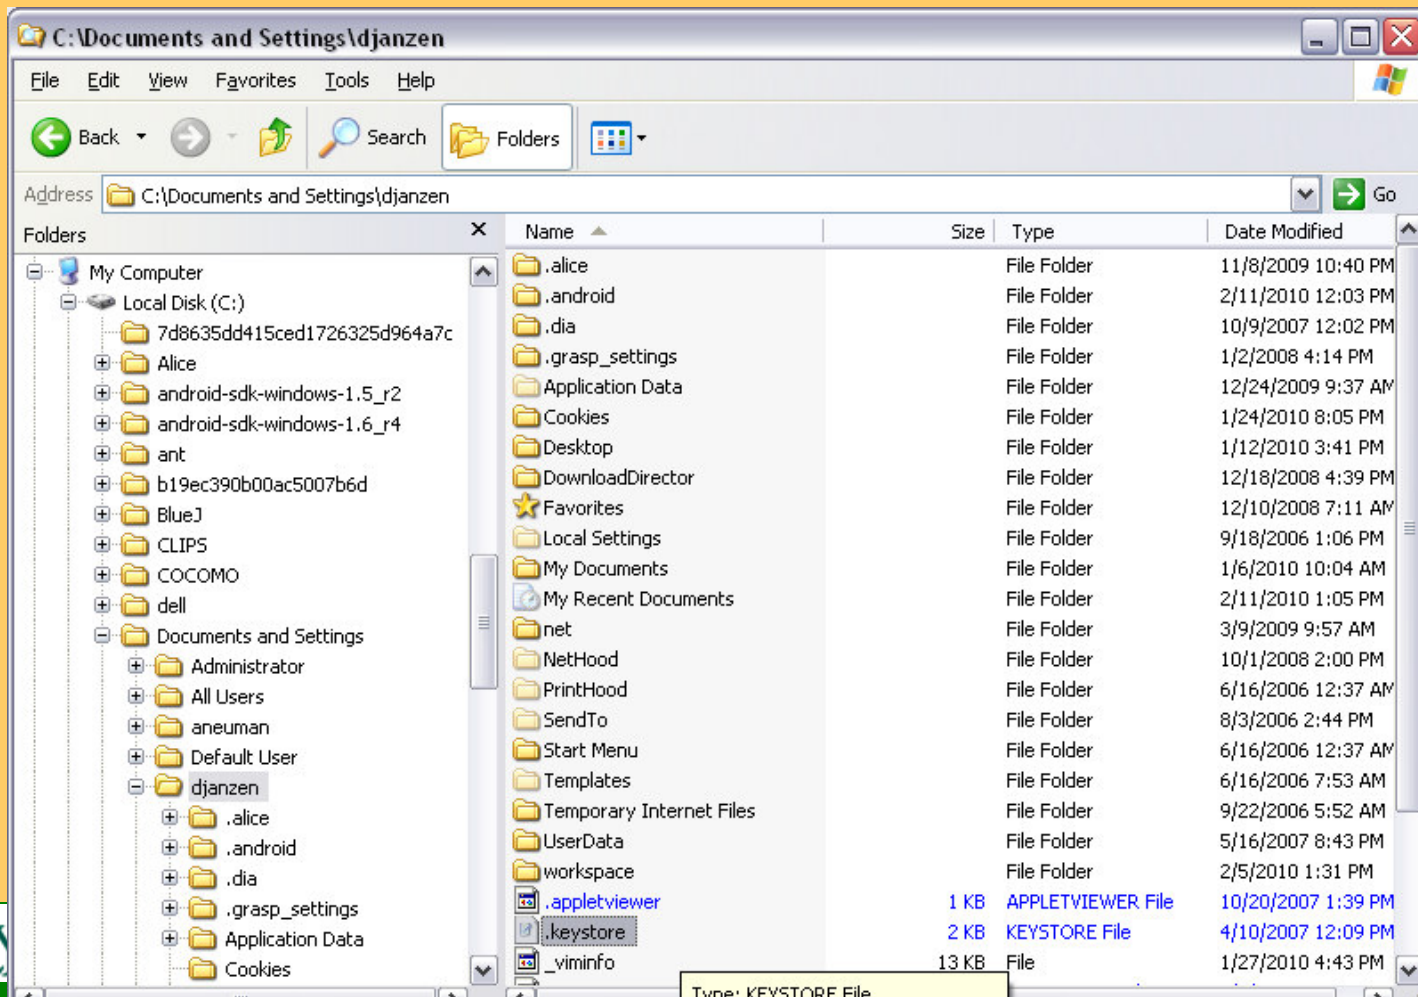 C:\Documents and Settings\djanzen
File Edit View Favorites Tools Help
Back Search Folders
Address C:\Documents and Settings\djanzen Go
Folders
My Computer
Local Disk (C:)
7d8635dd415ced1726325d964a7c
Alice
android-sdk-windows-1.5_r2
android-sdk-windows-1.6_r4
ant
b19ec390b00ac5007b6d
BlueJ
CLIPS
COCOMO
dell
Documents and Settings
Administrator
All Users
aneuman
Default User
djanzen
.alice
.android
.dia
.grasp_settings
Application Data
Cookies
Name Size Type Date Modified
.alice File Folder 11/8/2009 10:40 PM
.android File Folder 2/11/2010 12:03 PM
.dia File Folder 10/9/2007 12:02 PM
.grasp_settings File Folder 1/2/2008 4:14 PM
Application Data File Folder 12/24/2009 9:37 AM
Cookies File Folder 1/24/2010 8:05 PM
Desktop File Folder 1/12/2010 3:41 PM
DownloadDirector File Folder 12/18/2008 4:39 PM
Favorites File Folder 12/10/2008 7:11 AM
Local Settings File Folder 9/18/2006 1:06 PM
My Documents File Folder 1/6/2010 10:04 AM
My Recent Documents File Folder 2/11/2010 1:05 PM
net File Folder 3/9/2009 9:57 AM
NetHood File Folder 10/1/2008 2:00 PM
PrintHood File Folder 6/16/2006 12:37 AM
SendTo File Folder 8/3/2006 2:44 PM
Start Menu File Folder 6/16/2006 12:37 AM
Templates File Folder 6/16/2006 7:53 AM
Temporary Internet Files File Folder 9/22/2006 5:52 AM
UserData File Folder 5/16/2007 8:43 PM
workspace File Folder 2/5/2010 1:31 PM
.appletviewer 1 KB APPLETVIEWER File 10/20/2007 1:39 PM
.keystore 2 KB KEYSTORE File 4/10/2007 12:09 PM
_viminfo 13 KB File 1/27/2010 4:43 PM
Type: KEYSTORE File